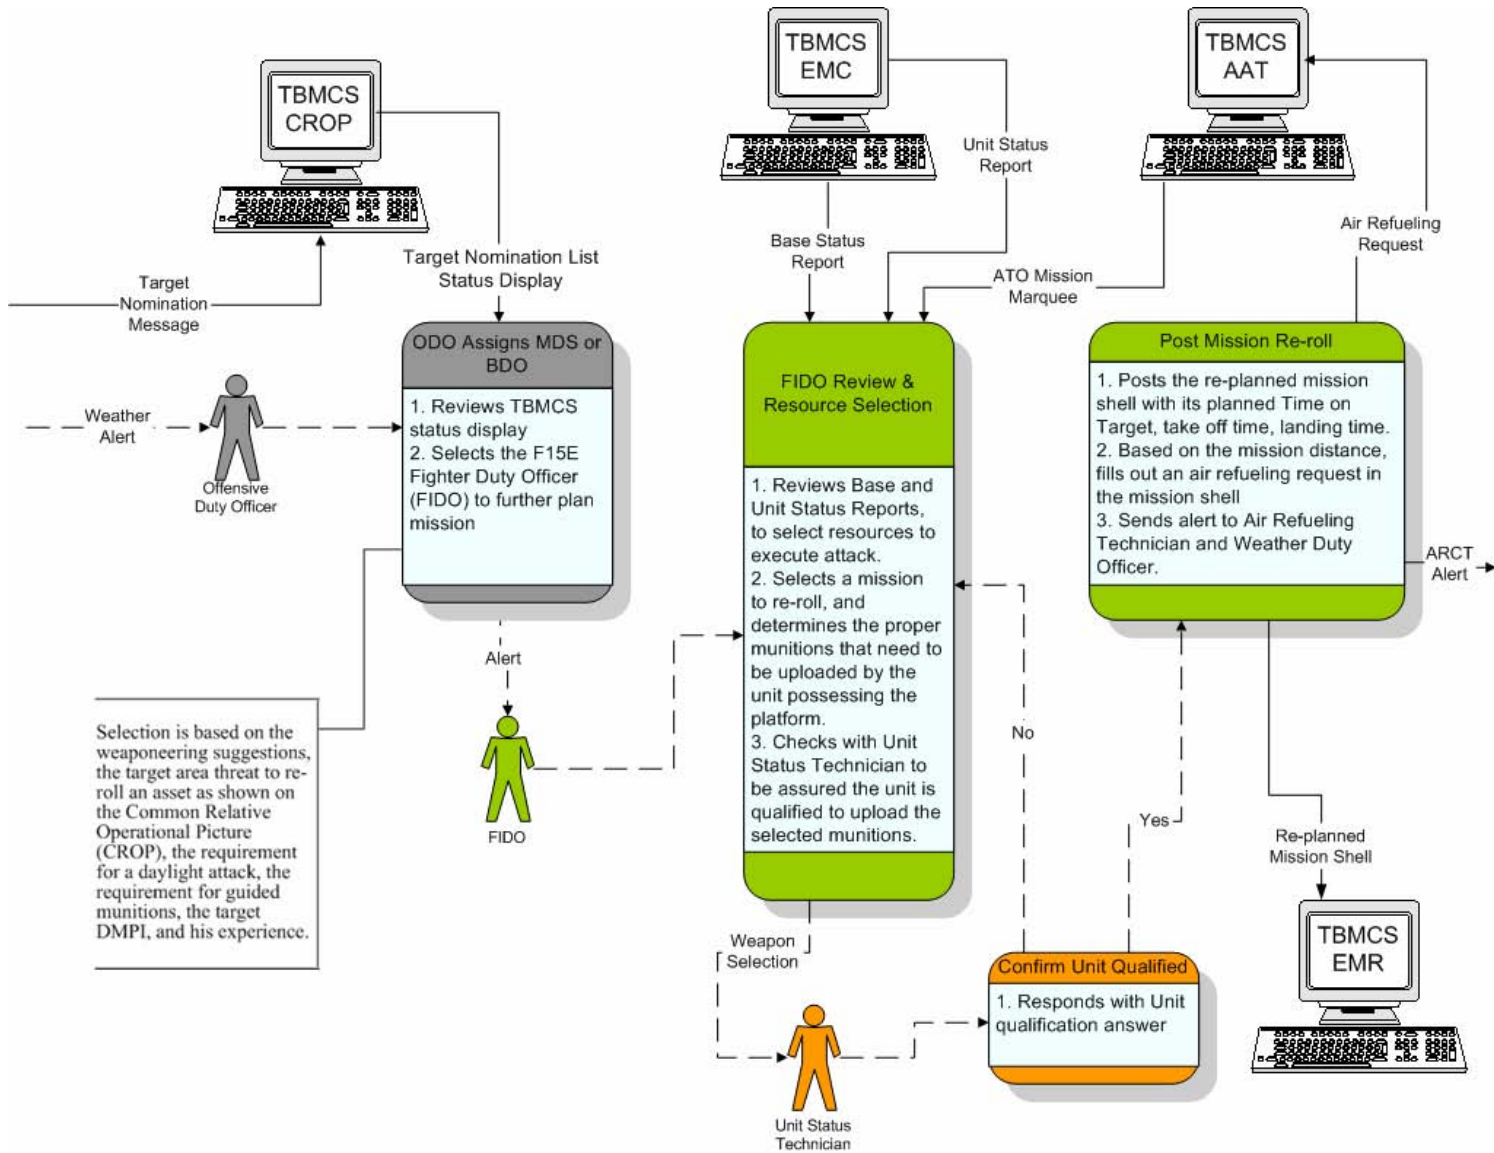 TBMCS
CROP
TBMCS
EMC
TBMCS
AAT
Unit Status
Report
Base Status
Report
ATO Mission
Marquee
Air Refueling
Request
Target Nomination List
Status Display
Target
Nomination
Message
ODO Assigns MDS or
BDO
1. Reviews TBMCS
status display
2. Selects the F15E
Fighter Duty Officer
(FIDO) to further plan
mission
Weather
Alert
Offensive
Duty Officer
Alert
FIDO
Selection is based on the
weaponeering suggestions,
the target area threat to re-
roll an asset as shown on
the Common Relative
Operational Picture
(CROP), the requirement
for a daylight attack, the
requirement for guided
munitions, the target
DMPI, and his experience.
FIDO Review &
Resource Selection
1. Reviews Base and
Unit Status Reports,
to select resources to
execute attack.
2. Selects a mission
to re-roll, and
determines the proper
munitions that need to
be uploaded by the
unit possessing the
platform.
3. Checks with Unit
Status Technician to
be assured the unit is
qualified to upload the
selected munitions.
Weapon
Selection
Unit Status
Technician
Confirm Unit Qualified
1. Responds with Unit
qualification answer
No
Yes
Post Mission Re-roll
1. Posts the re-planned mission
shell with its planned Time on
Target, take off time, landing time.
2. Based on the mission distance,
fills out an air refueling request in
the mission shell
3. Sends alert to Air Refueling
Technician and Weather Duty
Officer.
ARCT
Alert
Re-planned
Mission Shell
TBMCS
EMR